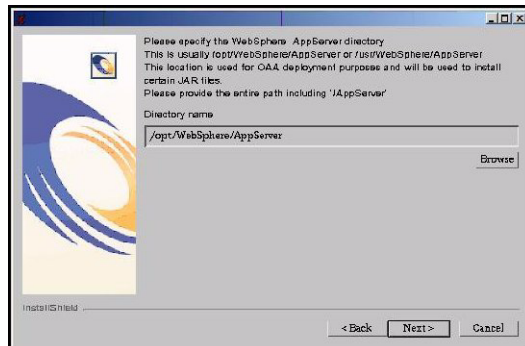 Please specify the WebSphere AppServer directory
This is usually /opt/WebSphere/AppServer or /usr/WebSphere/AppServer
This location is used for OAA deployment purposes and will be used to install
certain JAR files.
Please provide the entire path including '/AppServer'
Directory name
/opt/WebSphere/AppServer
Browse
InstallShield
< Back
Next >
Cancel